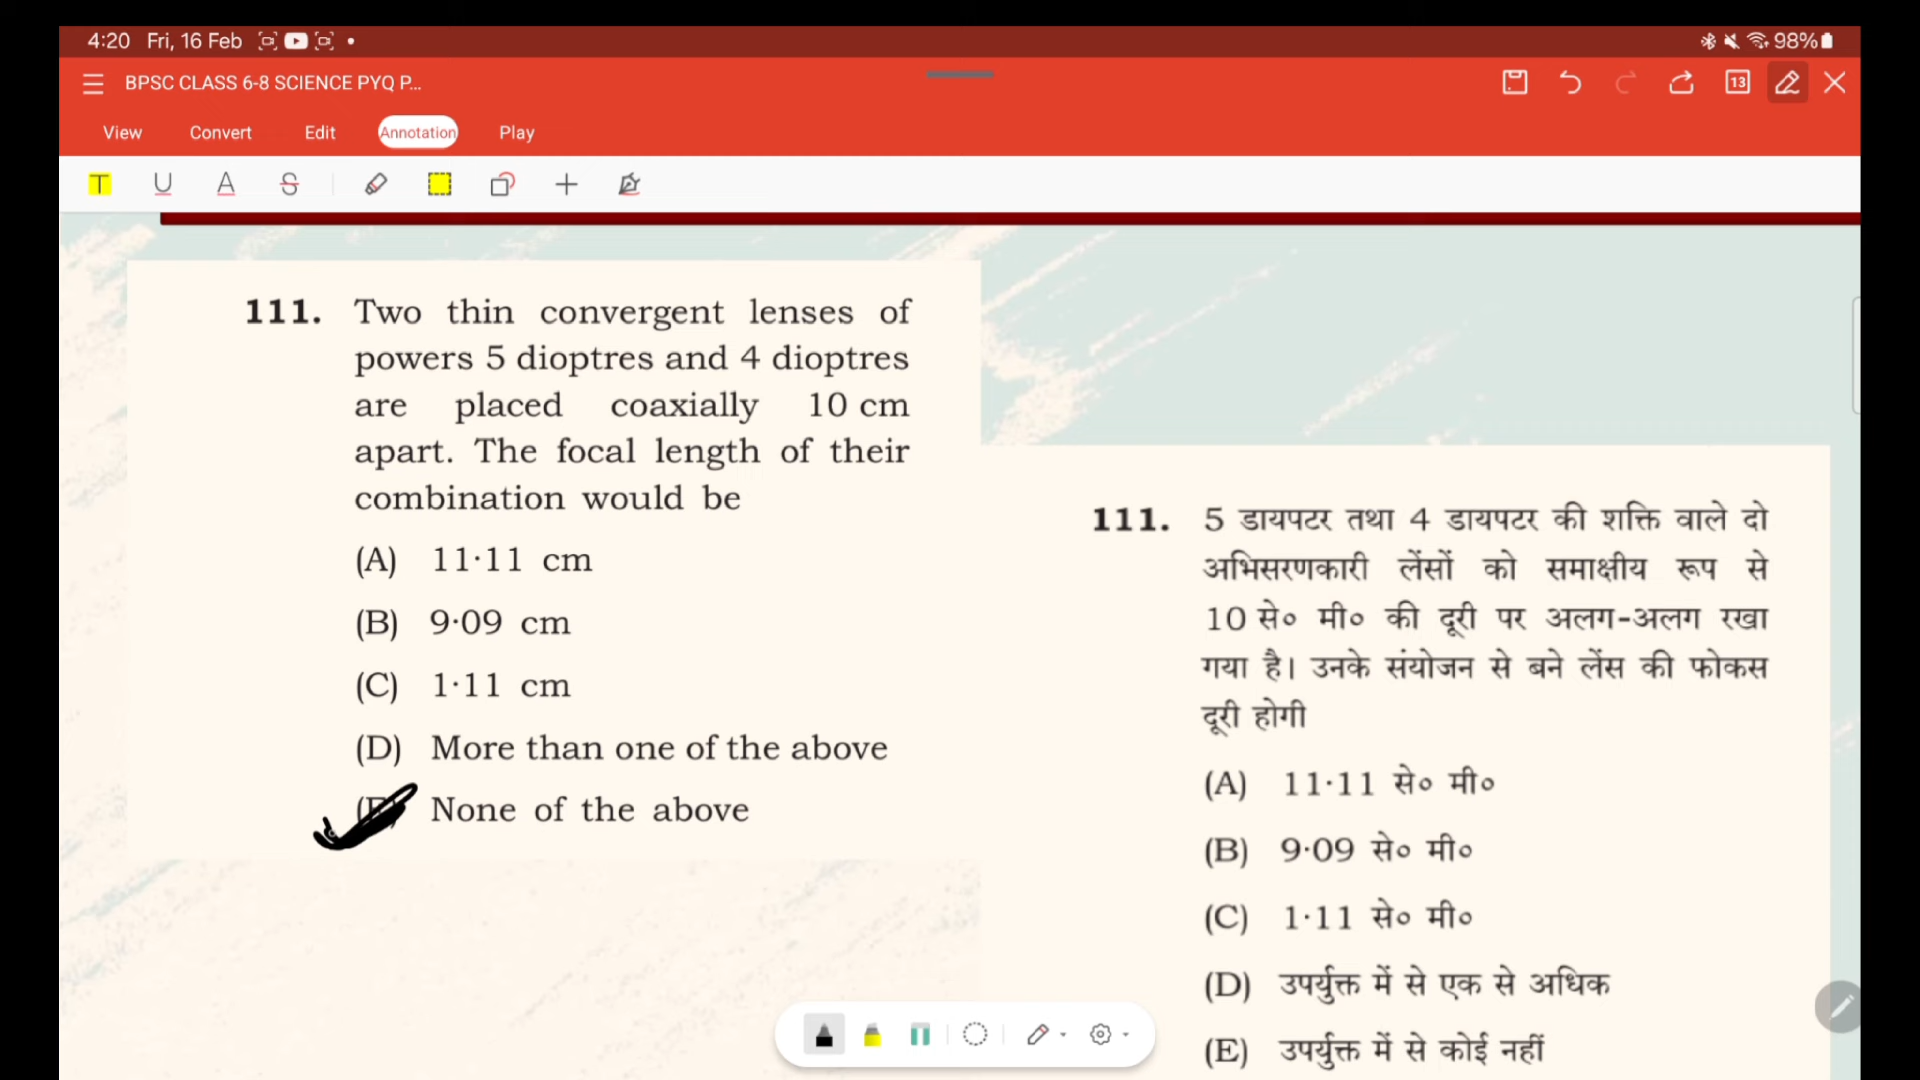 4:20 Fri, 16 Feb
98%
BPSC CLASS 6-8 SCIENCE PYQ P...
13
View Convert Edit Annotation Play
T U A S
111. Two thin convergent lenses of
powers 5 dioptres and 4 dioptres
are placed coaxially 10 cm
apart. The focal length of their
combination would be
(A) 11·11 cm
(B) 9·09 cm
(C) 1·11 cm
(D) More than one of the above
None of the above
111. 5 डायपटर तथा 4 डायपटर की शक्ति वाले दो
अभिसरणकारी लेंसों को समाक्षीय रूप से
10 से० मी० की दूरी पर अलग-अलग रखा
गया है। उनके संयोजन से बने लेंस की फोकस
दूरी होगी
(A) 11·11 से० मी०
(B) 9·09 से० मी०
(C) 1·11 से० मी०
(D) उपर्युक्त में से एक से अधिक
(E) उपर्युक्त में से कोई नहीं